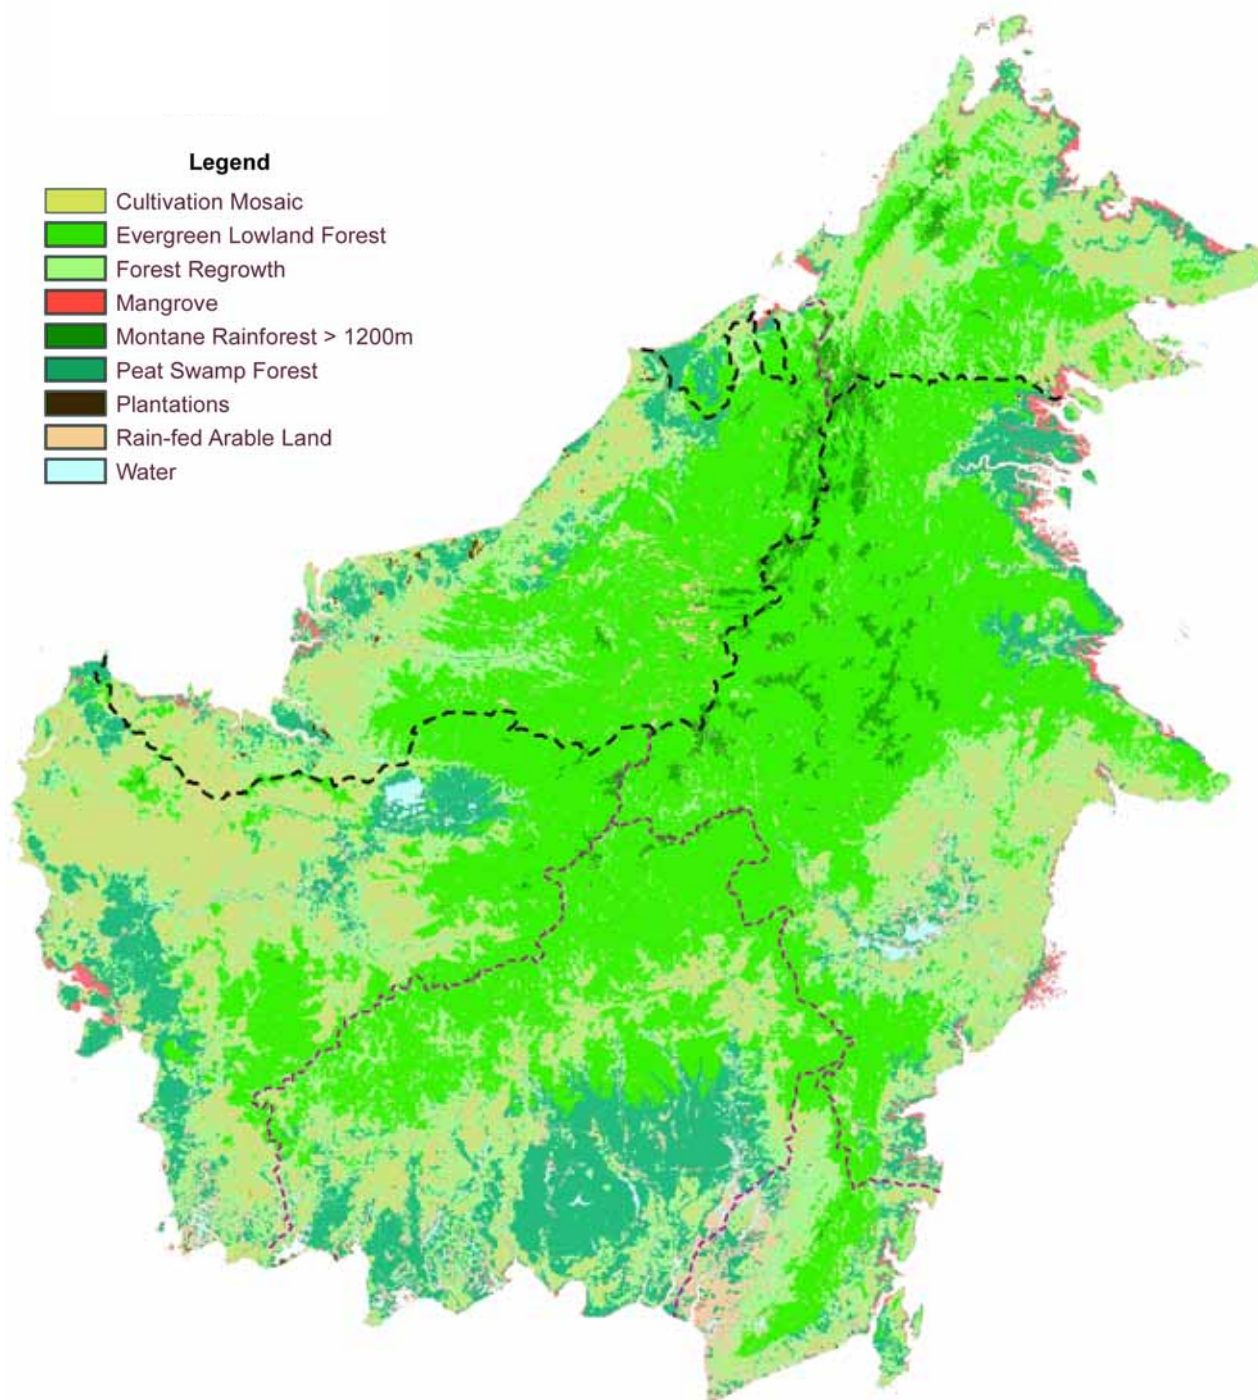 Legend
Cultivation Mosaic
Evergreen Lowland Forest
Forest Regrowth
Mangrove
Montane Rainforest > 1200m
Peat Swamp Forest
Plantations
Rain-fed Arable Land
Water